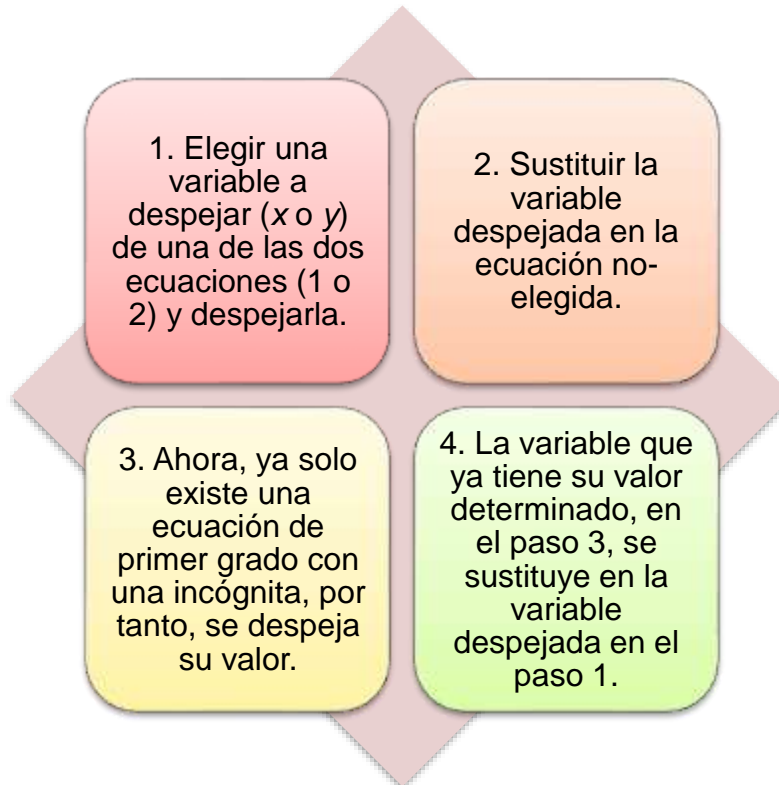 1. Elegir una
variable a
despejar (x o y)
de una de las dos
ecuaciones (1 o
2) y despejarla.
2. Sustituir la
variable
despejada en la
ecuación no-
elegida.
3. Ahora, ya solo
existe una
ecuación de
primer grado con
una incógnita, por
tanto, se despeja
su valor.
4. La variable que
ya tiene su valor
determinado, en
el paso 3, se
sustituye en la
variable
despejada en el
paso 1.